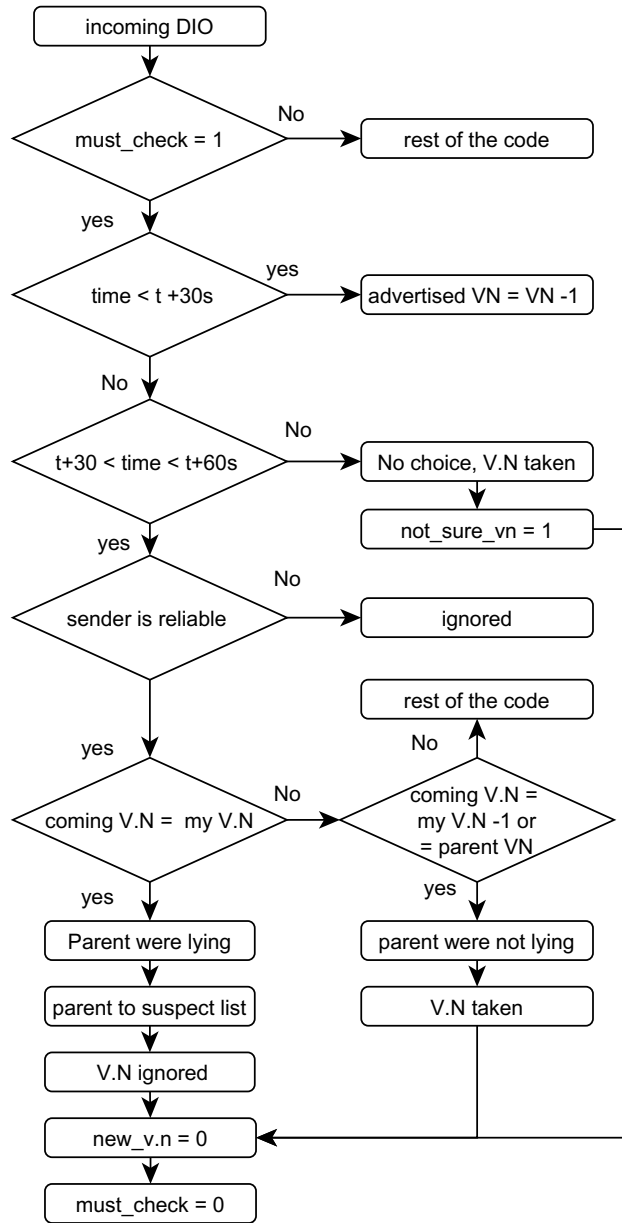 incoming DIO
must_check = 1
No
rest of the code
yes
time < t +30s
yes
advertised VN = VN -1
No
t+30 < time < t+60s
No
No choice, V.N taken
not_sure_vn = 1
yes
sender is reliable
No
ignored
yes
rest of the code
No
coming V.N =  my V.N
No
coming V.N =
my V.N -1 or
= parent VN
yes
yes
Parent were lying
parent were not lying
parent to suspect list
V.N taken
V.N ignored
new_v.n = 0
must_check = 0